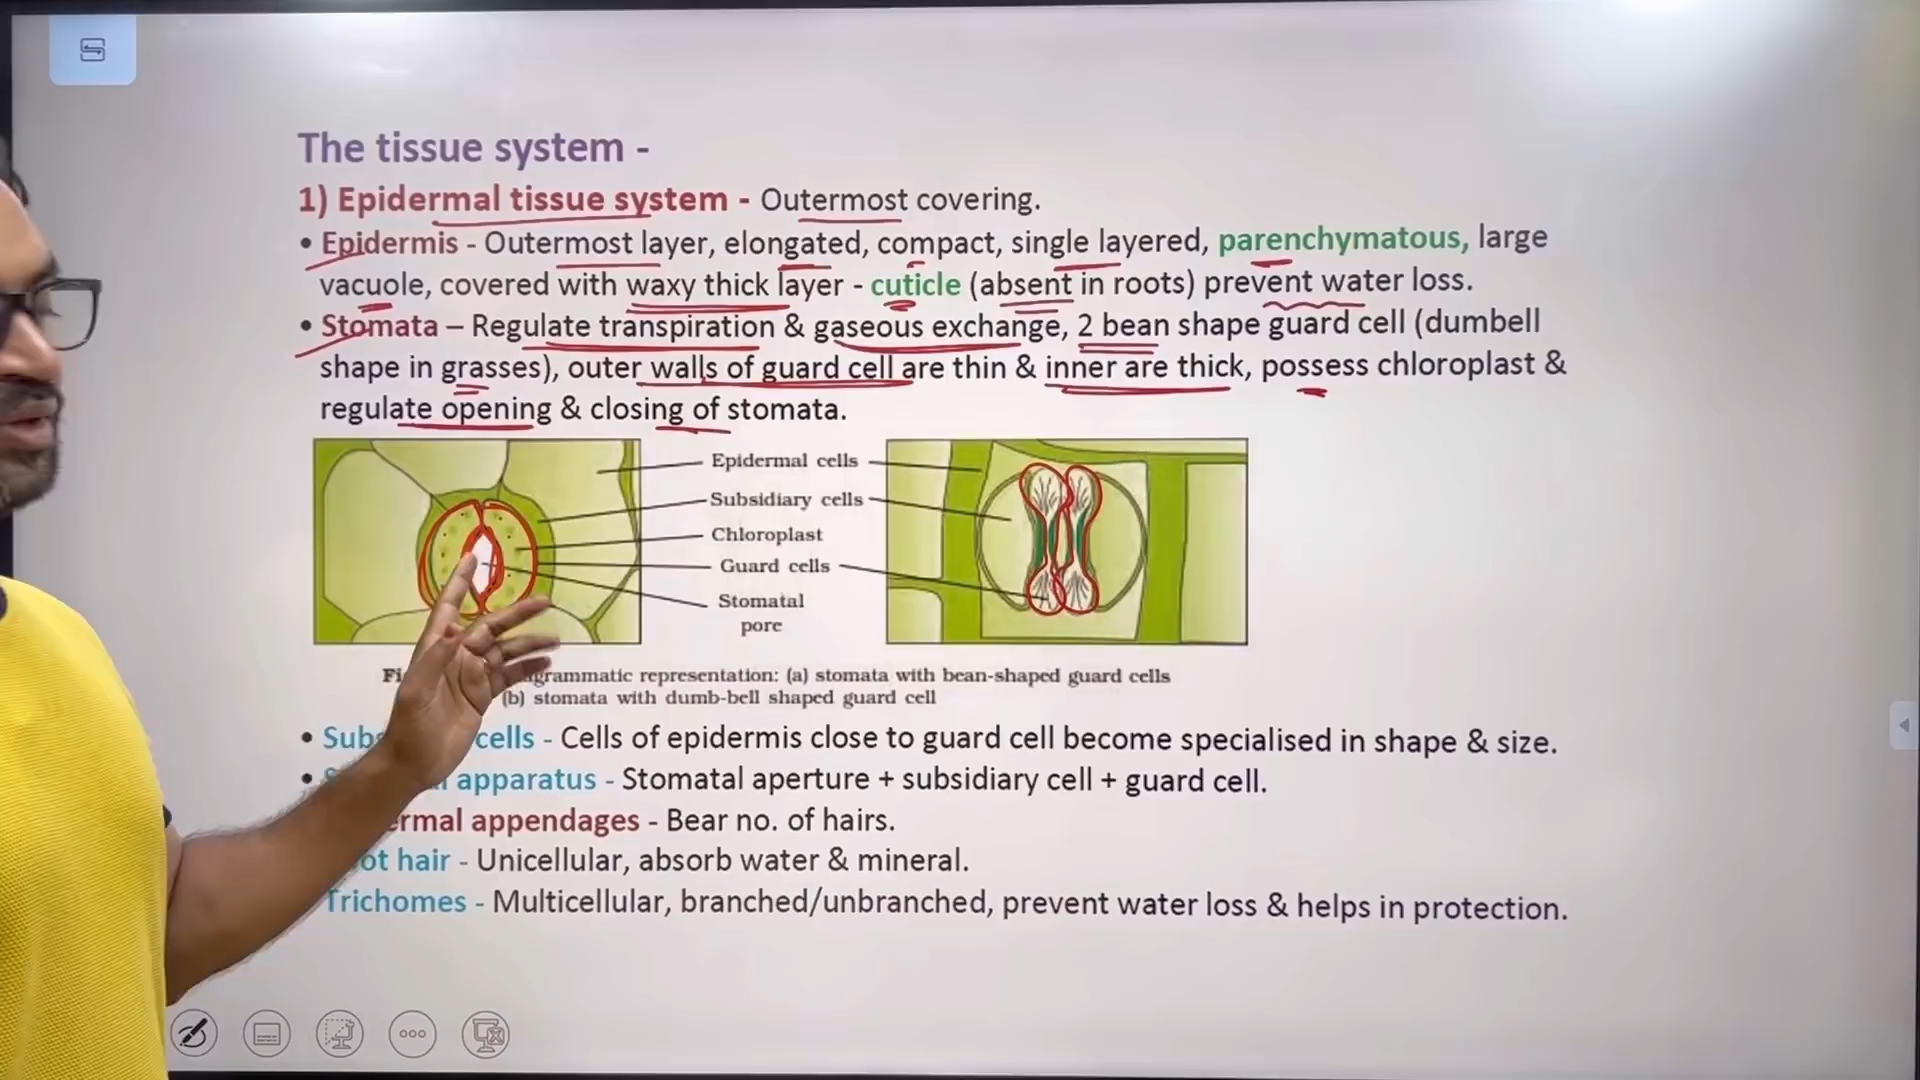 The tissue system -
1) Epidermal tissue system - Outermost covering.
• Epidermis - Outermost layer, elongated, compact, single layered, parenchymatous, large
vacuole, covered with waxy thick layer - cuticle (absent in roots) prevent water loss.
• Stomata – Regulate transpiration & gaseous exchange, 2 bean shape guard cell (dumbell
shape in grasses), outer walls of guard cell are thin & inner are thick, possess chloroplast &
regulate opening & closing of stomata.
Epidermal cells
Subsidiary cells
Chloroplast
Guard cells
Stomatal
pore
representation: (a) stomata with bean-shaped guard cells
(b) stomata with dumb-bell shaped guard cell
• cells - Cells of epidermis close to guard cell become specialised in shape & size.
• apparatus - Stomatal aperture + subsidiary cell + guard cell.
appendages - Bear no. of hairs.
hair - Unicellular, absorb water & mineral.
Trichomes - Multicellular, branched/unbranched, prevent water loss & helps in protection.